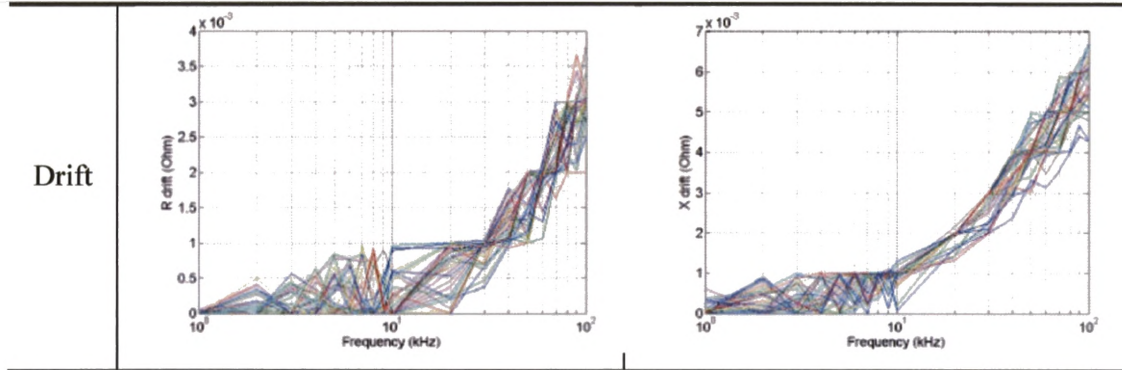 Drift
x 10⁻³
4
3.5
3
2.5
2
1.5
1
0.5
0
R drift (Ohm)
10⁰ 10¹ 10²
Frequency (kHz)
x 10⁻³
7
6
5
4
3
2
1
0
X drift (Ohm)
10⁰ 10¹ 10²
Frequency (kHz)